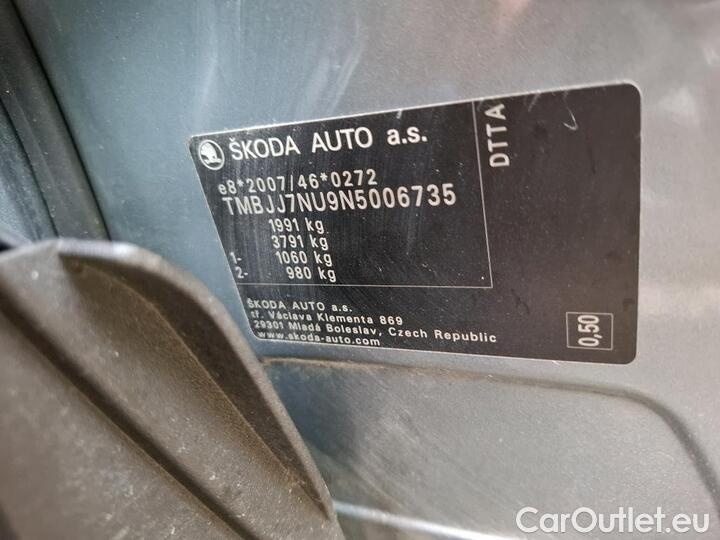 ŠKODA AUTO a.s.
e8*2007/46*0272
TMBJJ7NU9N5006735
1991 kg
3791 kg
1- 1060 kg
2- 980 kg
DTTA
ŠKODA AUTO a.s.
tř. Václava Klementa 869
29301 Mladá Boleslav, Czech Republic
www.skoda-auto.com
0,50
CarOutlet.eu